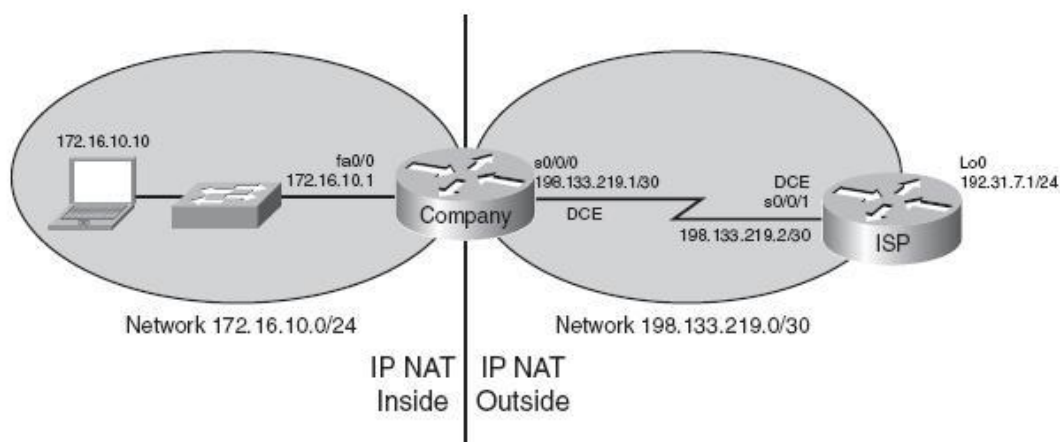 172.16.10.10
fa0/0
172.16.10.1
Company
s0/0/0
198.133.219.1/30
DCE
DCE
s0/0/1
198.133.219.2/30
ISP
Lo0
192.31.7.1/24
Network 172.16.10.0/24
Network 198.133.219.0/30
IP NAT
Inside
IP NAT
Outside